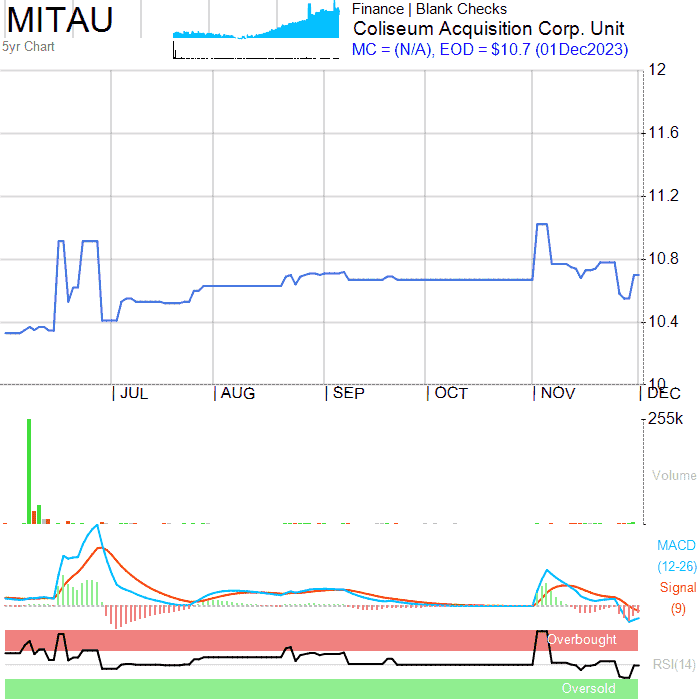 MITAU
Finance | Blank Checks
Coliseum Acquisition Corp. Unit
5yr Chart
MC = (N/A), EOD = $10.7 (01Dec2023)
12
11.6
11.2
10.8
10.4
10
JUL AUG SEP OCT NOV DEC
255k
Volume
MACD
(12-26)
Signal
(9)
Overbought
RSI(14)
Oversold